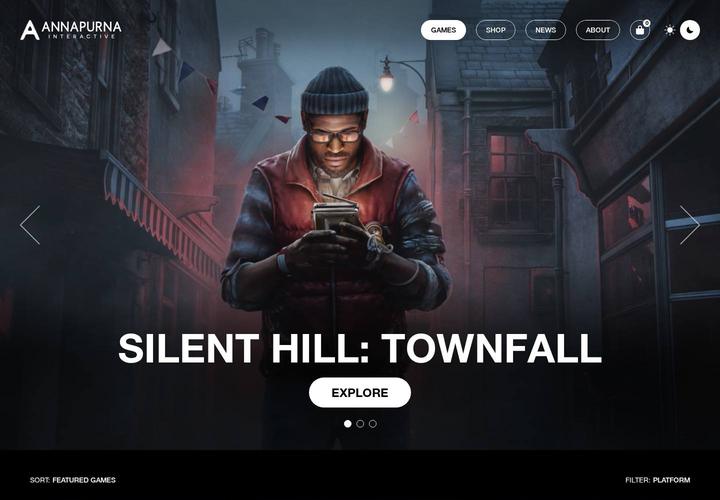 ANNAPURNA
INTERACTIVE
GAMES
SHOP
NEWS
ABOUT
0
SILENT HILL: TOWNFALL
EXPLORE
SORT: FEATURED GAMES
FILTER: PLATFORM